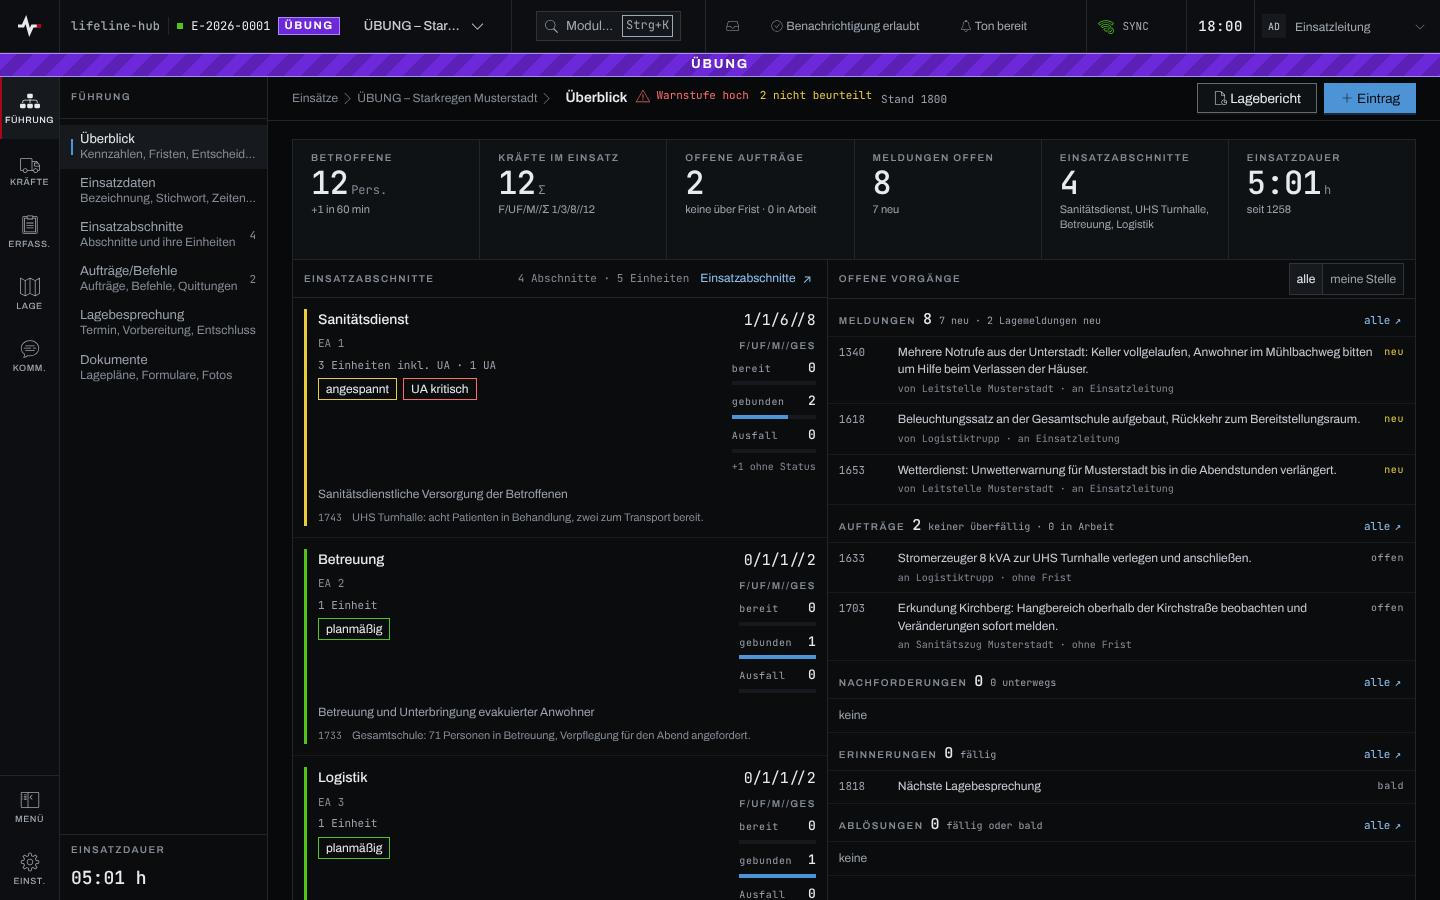 lifeline-hub
E-2026-0001 ÜBUNG
ÜBUNG – Star...
Modul... Strg+K
Benachrichtigung erlaubt
Ton bereit
SYNC
18:00
AD Einsatzleitung
ÜBUNG
FÜHRUNG
KRÄFTE
ERFASS.
LAGE
KOMM.
MENÜ
EINST.
FÜHRUNG
Überblick
Kennzahlen, Fristen, Entscheid...
Einsatzdaten
Bezeichnung, Stichwort, Zeiten...
Einsatzabschnitte
Abschnitte und ihre Einheiten 4
Aufträge/Befehle
Aufträge, Befehle, Quittungen 2
Lagebesprechung
Termin, Vorbereitung, Entschluss
Dokumente
Lagepläne, Formulare, Fotos
EINSATZDAUER
05:01 h
Einsätze > ÜBUNG – Starkregen Musterstadt > Überblick
Warnstufe hoch 2 nicht beurteilt Stand 1800
Lagebericht
+ Eintrag
BETROFFENE
12 Pers.
+1 in 60 min
KRÄFTE IM EINSATZ
12 Σ
F/UF/M//Σ 1/3/8//12
OFFENE AUFTRÄGE
2
keine über Frist · 0 in Arbeit
MELDUNGEN OFFEN
8
7 neu
EINSATZABSCHNITTE
4
Sanitätsdienst, UHS Turnhalle,
Betreuung, Logistik
EINSATZDAUER
5:01 h
seit 1258
EINSATZABSCHNITTE 4 Abschnitte · 5 Einheiten Einsatzabschnitte ↗
Sanitätsdienst 1/1/6//8
EA 1 F/UF/M//GES
3 Einheiten inkl. UA · 1 UA
angespannt UA kritisch
bereit 0
gebunden 2
Ausfall 0
+1 ohne Status
Sanitätsdienstliche Versorgung der Betroffenen
1743 UHS Turnhalle: acht Patienten in Behandlung, zwei zum Transport bereit.
Betreuung 0/1/1//2
EA 2 F/UF/M//GES
1 Einheit
planmäßig
bereit 0
gebunden 1
Ausfall 0
Betreuung und Unterbringung evakuierter Anwohner
1733 Gesamtschule: 71 Personen in Betreuung, Verpflegung für den Abend angefordert.
Logistik 0/1/1//2
EA 3 F/UF/M//GES
1 Einheit
planmäßig
bereit 0
gebunden 1
Ausfall 0
OFFENE VORGÄNGE alle meine Stelle
MELDUNGEN 8 7 neu · 2 Lagemeldungen neu alle ↗
1340 Mehrere Notrufe aus der Unterstadt: Keller vollgelaufen, Anwohner im Mühlbachweg bitten neu
um Hilfe beim Verlassen der Häuser.
von Leitstelle Musterstadt · an Einsatzleitung
1618 Beleuchtungssatz an der Gesamtschule aufgebaut, Rückkehr zum Bereitstellungsraum. neu
von Logistiktrupp · an Einsatzleitung
1653 Wetterdienst: Unwetterwarnung für Musterstadt bis in die Abendstunden verlängert. neu
von Leitstelle Musterstadt · an Einsatzleitung
AUFTRÄGE 2 keiner überfällig · 0 in Arbeit alle ↗
1633 Stromerzeuger 8 kVA zur UHS Turnhalle verlegen und anschließen. offen
an Logistiktrupp · ohne Frist
1703 Erkundung Kirchberg: Hangbereich oberhalb der Kirchstraße beobachten und offen
Veränderungen sofort melden.
an Sanitätszug Musterstadt · ohne Frist
NACHFORDERUNGEN 0 0 unterwegs alle ↗
keine
ERINNERUNGEN 0 fällig alle ↗
1818 Nächste Lagebesprechung bald
ABLÖSUNGEN 0 fällig oder bald alle ↗
keine